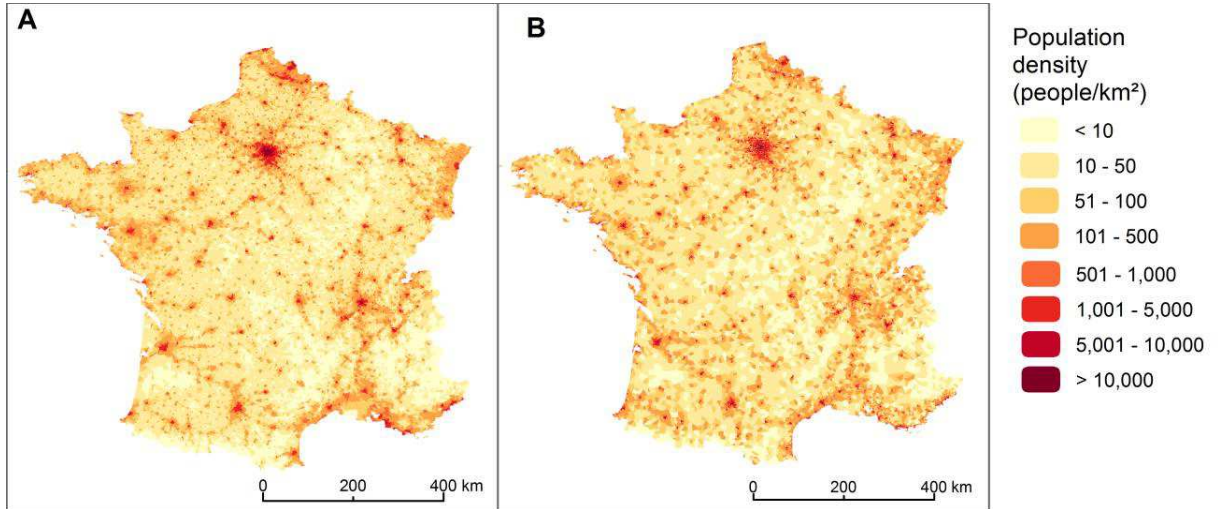 A
B
Population
density
(people/km²)
< 10
10 - 50
51 - 100
101 - 500
501 - 1,000
1,001 - 5,000
5,001 - 10,000
> 10,000
0 200 400 km
0 200 400 km